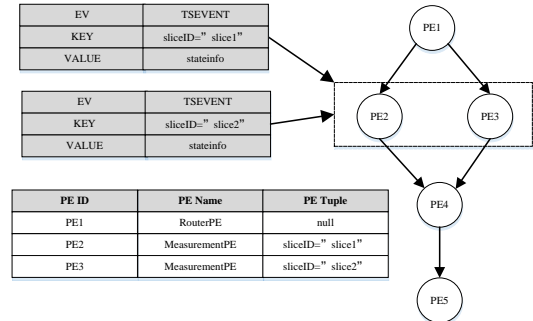 EV TSEVENT
KEY sliceID=” slice1”
VALUE stateinfo
EV TSEVENT
KEY sliceID=” slice2”
VALUE stateinfo
PE1
PE2 PE3
PE4
PE5
PE ID PE Name PE Tuple
PE1 RouterPE null
PE2 MeasurementPE sliceID=” slice1”
PE3 MeasurementPE sliceID=” slice2”